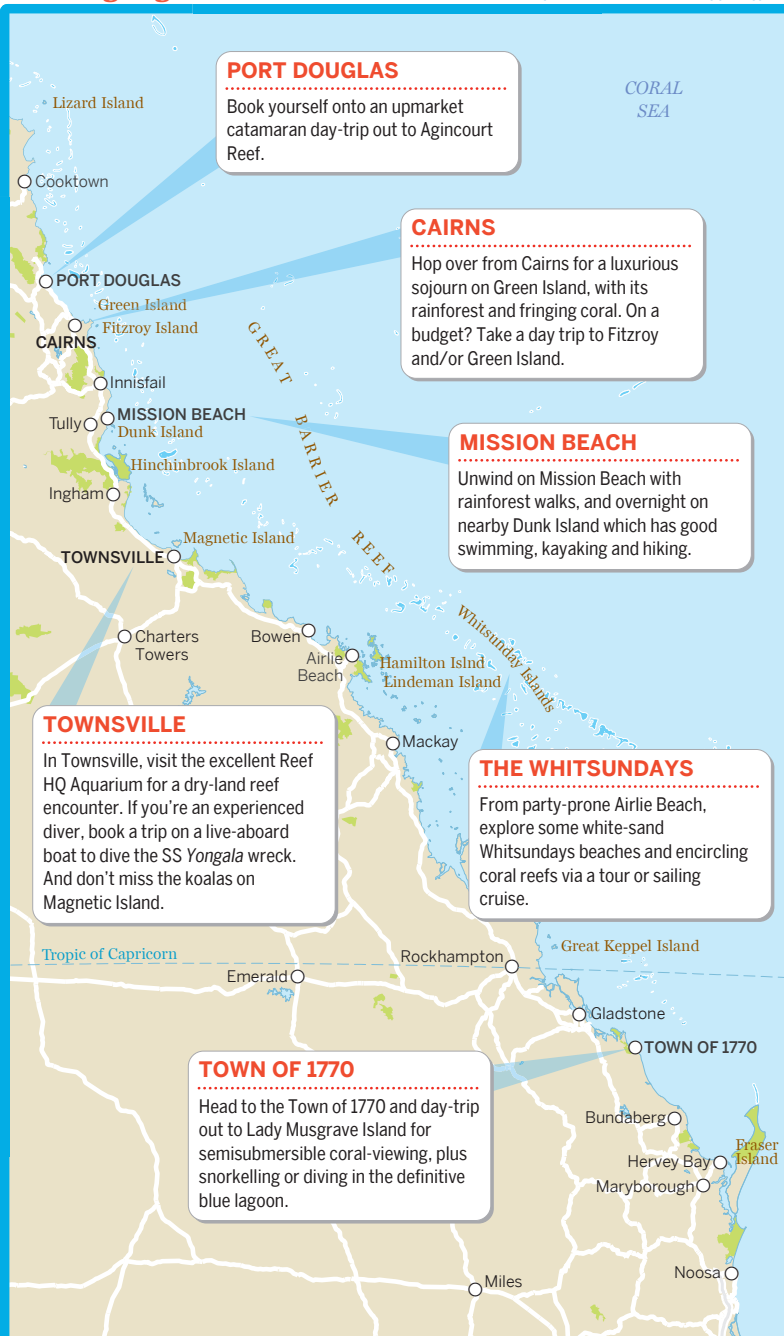 CORAL
SEA
PORT DOUGLAS
Book yourself onto an upmarket
catamaran day-trip out to Agincourt
Reef.
Lizard Island
Cooktown
CAIRNS
Hop over from Cairns for a luxurious
sojourn on Green Island, with its
rainforest and fringing coral. On a
budget? Take a day trip to Fitzroy
and/or Green Island.
PORT DOUGLAS
Green Island
Fitzroy Island
CAIRNS
GREAT BARRIER REEF
Innisfail
MISSION BEACH
Tully
Dunk Island
MISSION BEACH
Unwind on Mission Beach with
rainforest walks, and overnight on
nearby Dunk Island which has good
swimming, kayaking and hiking.
Hinchinbrook Island
Ingham
Magnetic Island
TOWNSVILLE
Charters
Towers
Bowen
Airlie
Beach
Whitsunday Islands
Hamilton Islnd
Lindeman Island
TOWNSVILLE
In Townsville, visit the excellent Reef
HQ Aquarium for a dry-land reef
encounter. If you're an experienced
diver, book a trip on a live-aboard
boat to dive the SS Yongala wreck.
And don't miss the koalas on
Magnetic Island.
Mackay
THE WHITSUNDAYS
From party-prone Airlie Beach,
explore some white-sand
Whitsundays beaches and encircling
coral reefs via a tour or sailing
cruise.
Tropic of Capricorn
Great Keppel Island
Rockhampton
Emerald
Gladstone
TOWN OF 1770
TOWN OF 1770
Head to the Town of 1770 and day-trip
out to Lady Musgrave Island for
semisubmersible coral-viewing, plus
snorkelling or diving in the definitive
blue lagoon.
Bundaberg
Fraser
Island
Hervey Bay
Maryborough
Noosa
Miles